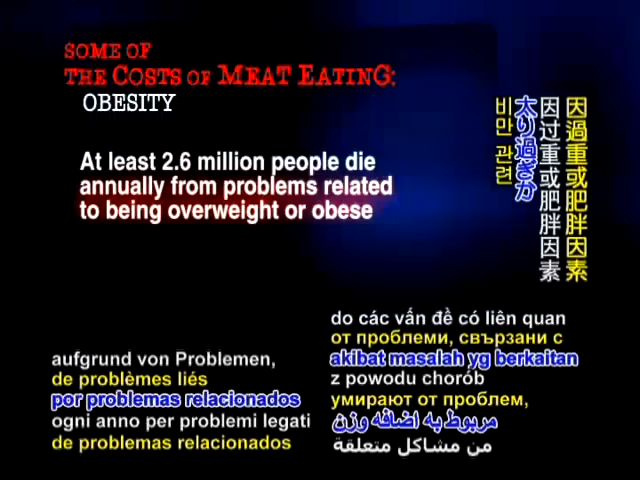 SOME OF
THE COSTS OF MEAT EATING:
OBESITY
At least 2.6 million people die
annually from problems related
to being overweight or obese
因過重或肥胖因素
因过重或肥胖因素
太り過ぎか
비만 관련
aufgrund von Problemen,
de problèmes liés
por problemas relacionados
ogni anno per problemi legati
de problemas relacionados
do các vấn đề có liên quan
от проблеми, свързани с
akibat masalah yg berkaitan
z powodu chorób
умирают от проблем,
مربوط به اضافه وزن
من مشاكل متعلقة